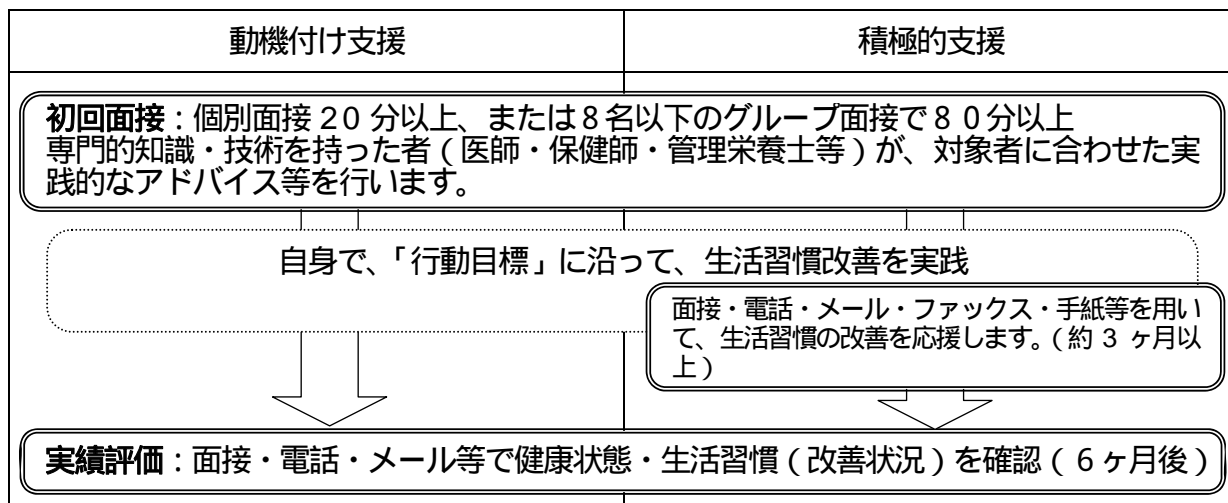 動機付け支援
積極的支援
初回面接：個別面接 20 分以上、または８名以下のグループ面接で８０分以上
専門的知識・技術を持った者（医師・保健師・管理栄養士等）が、対象者に合わせた実
践的なアドバイス等を行います。
自身で、「行動目標」に沿って、生活習慣改善を実践
面接・電話・メール・ファックス・手紙等を用い
て、生活習慣の改善を応援します。（約 3 ヶ月以
上）
実績評価：面接・電話・メール等で健康状態・生活習慣（改善状況）を確認（６ヶ月後）